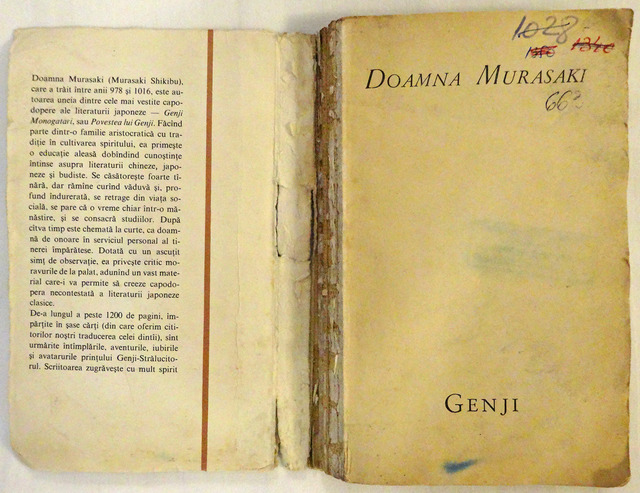 Doamna Murasaki (Murasaki Shikibu),
care a trăit între anii 978 și 1016, este au-
toarea uneia dintre cele mai vestite capo-
dopere ale literaturii japoneze — Genji
Monogatari, sau Povestea lui Genji. Făcînd
parte dintr-o familie aristocratică cu tra-
diție în cultivarea spiritului, ea primește
o educație aleasă dobîndind cunoștințe
întinse asupra literaturii chineze, japo-
neze și budiste. Se căsătorește foarte tî-
nără, dar rămîne curînd văduvă și, pro-
fund îndurerată, se retrage din viața so-
cială, se pare că o vreme chiar într-o mă-
năstire, și se consacră studiilor. După
cîtva timp este chemată la curte, ca doam-
nă de onoare în serviciul personal al ti-
nerei împărătese. Dotată cu un ascuțit
simț de observație, ea privește critic mo-
ravurile de la palat, adunînd un vast mate-
rial care-i va permite să creeze capodo-
pera necontestată a literaturii japoneze
clasice.
De-a lungul a peste 1200 de pagini, îm-
părțite în șase cărți (din care oferim citi-
torilor noștri traducerea celei dintîi), sînt
urmărite întîmplările, aventurile, iubirile
și avatarurile prințului Genji-Strălucito-
rul. Scriitoarea zugrăvește cu mult spirit
1028
DOAMNA MURASAKI
662
GENJI